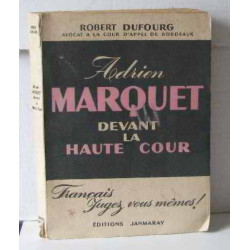 ROBERT DUFOURG
AVOCAT A LA COUR D'APPEL DE BORDEAUX
Adrien
MARQUET
DEVANT
LA
HAUTE COUR
Français
Jugez vous mêmes!
ÉDITIONS JANMARAY